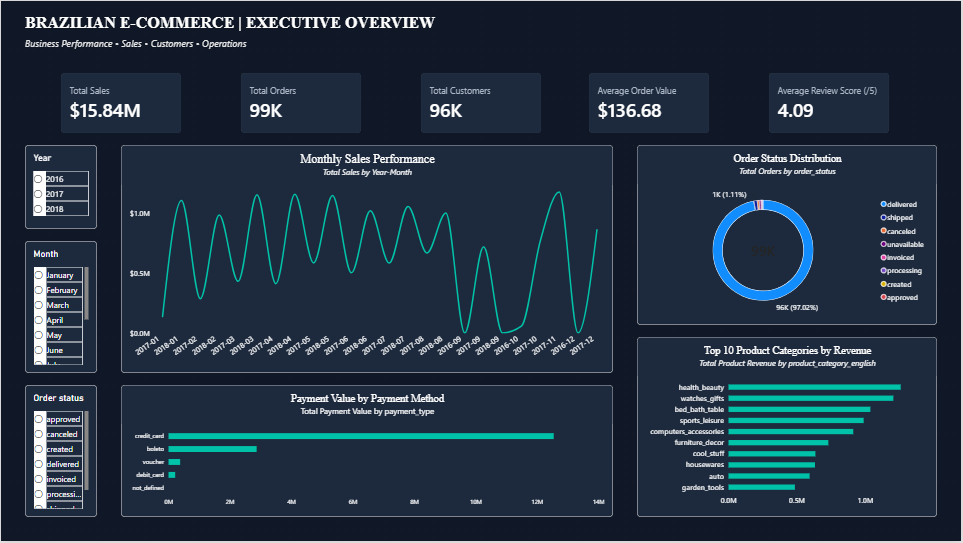 BRAZILIAN E-COMMERCE | EXECUTIVE OVERVIEW
Business Performance • Sales • Customers • Operations
Total Sales
$15.84M
Total Orders
99K
Total Customers
96K
Average Order Value
$136.68
Average Review Score (/5)
4.09
Year
2016
2017
2018
Month
January
February
March
April
May
June
Order status
approved
canceled
created
delivered
invoiced
processi...
Monthly Sales Performance
Total Sales by Year-Month
$1.0M
$0.5M
$0.0M
2017-01
2018-01
2017-02
2018-02
2017-03
2018-03
2017-04
2018-04
2017-05
2018-05
2017-06
2018-06
2017-07
2018-07
2017-08
2018-08
2016-09
2017-09
2018-09
2016-10
2017-10
2017-11
2016-12
2017-12
Payment Value by Payment Method
Total Payment Value by payment_type
credit_card
boleto
voucher
debit_card
not_defined
0M
2M
4M
6M
8M
10M
12M
14M
Order Status Distribution
Total Orders by order_status
1K (1.11%)
96K (97.02%)
delivered
shipped
canceled
unavailable
invoiced
processing
created
approved
Top 10 Product Categories by Revenue
Total Product Revenue by product_category_english
health_beauty
watches_gifts
bed_bath_table
sports_leisure
computers_accessories
furniture_decor
cool_stuff
housewares
auto
garden_tools
0.0M
0.5M
1.0M